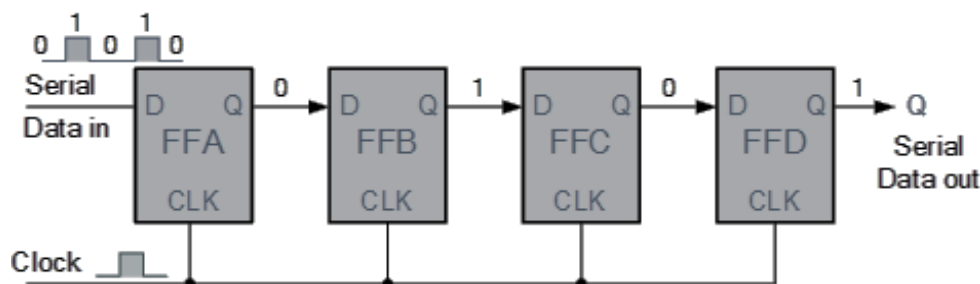 0 1 0 1 0
Serial
Data in
D Q
FFA
CLK
0
D Q
FFB
CLK
1
D Q
FFC
CLK
0
D Q
FFD
CLK
1
Q
Serial
Data out
Clock